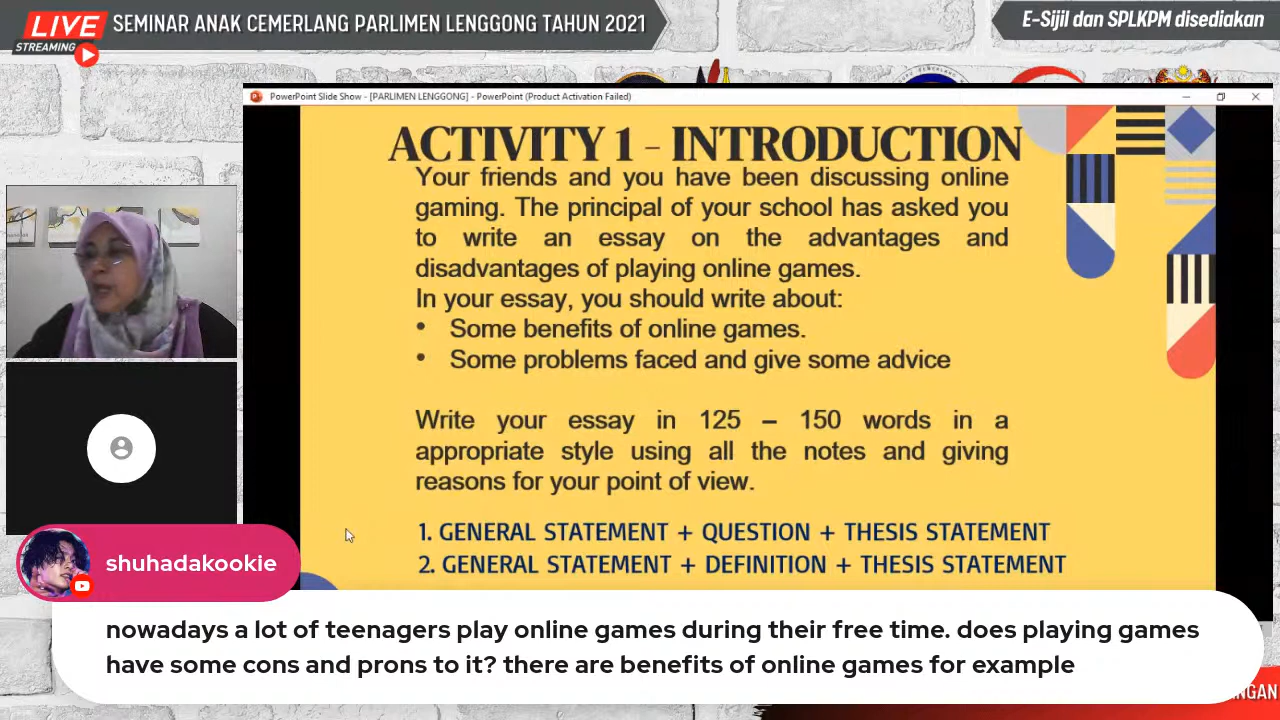 LIVE
STREAMING
SEMINAR ANAK CEMERLANG PARLIMEN LENGGONG TAHUN 2021
E-Sijil dan SPLKPM disediakan
PowerPoint Slide Show - [PARLIMEN LENGGONG] - PowerPoint (Product Activation Failed)
ACTIVITY 1 - INTRODUCTION
Your friends and you have been discussing online
gaming. The principal of your school has asked you
to write an essay on the advantages and
disadvantages of playing online games.
In your essay, you should write about:
• Some benefits of online games.
• Some problems faced and give some advice
Write your essay in 125 – 150 words in a
appropriate style using all the notes and giving
reasons for your point of view.
1. GENERAL STATEMENT + QUESTION + THESIS STATEMENT
2. GENERAL STATEMENT + DEFINITION + THESIS STATEMENT
shuhadakookie
nowadays a lot of teenagers play online games during their free time. does playing games
have some cons and prons to it? there are benefits of online games for example